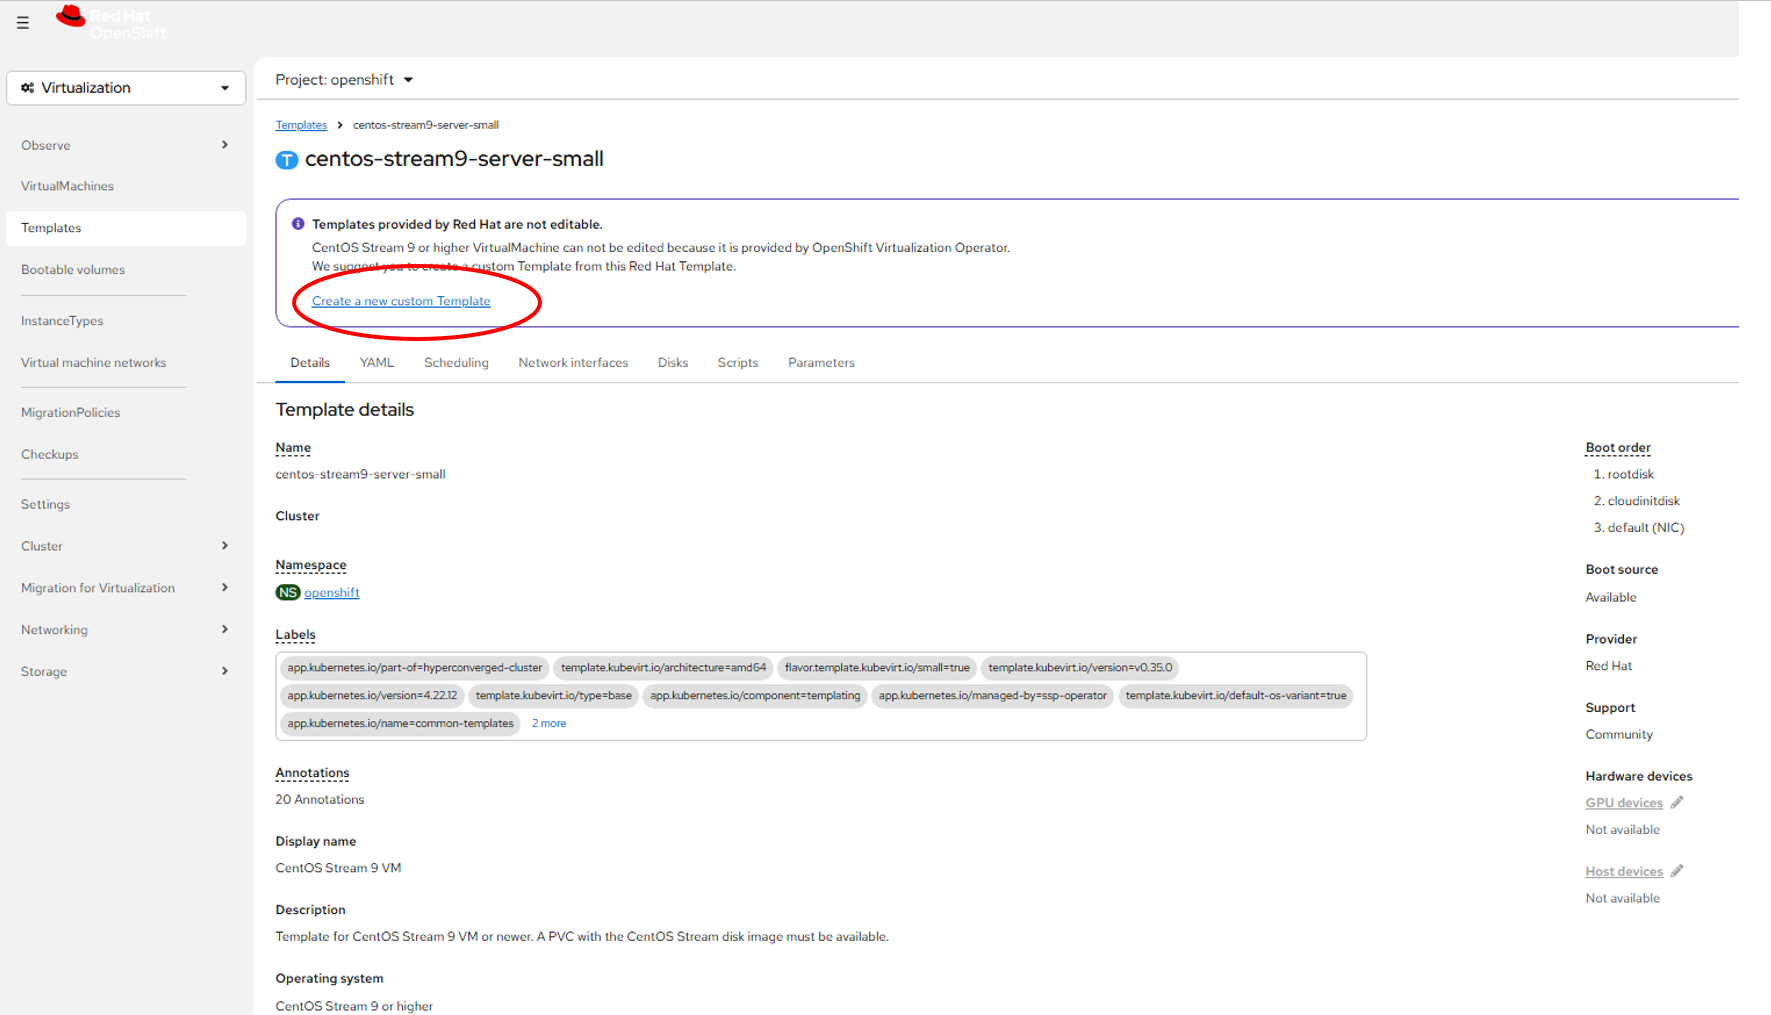 Red Hat
OpenShift
Virtualization
Observe
VirtualMachines
Templates
Bootable volumes
InstanceTypes
Virtual machine networks
MigrationPolicies
Checkups
Settings
Cluster
Migration for Virtualization
Networking
Storage
Project: openshift
Templates centos-stream9-server-small
T centos-stream9-server-small
Templates provided by Red Hat are not editable.
CentOS Stream 9 or higher VirtualMachine can not be edited because it is provided by OpenShift Virtualization Operator.
We suggest you to create a custom Template from this Red Hat Template.
Create a new custom Template
Details YAML Scheduling Network interfaces Disks Scripts Parameters
Template details
Name
centos-stream9-server-small
Cluster
Namespace
NS openshift
Labels
app.kubernetes.io/part-of=hyperconverged-cluster template.kubevirt.io/architecture=amd64 flavor.template.kubevirt.io/small=true template.kubevirt.io/version=v0.35.0
app.kubernetes.io/version=4.22.12 template.kubevirt.io/type=base app.kubernetes.io/component=templating app.kubernetes.io/managed-by=ssp-operator template.kubevirt.io/default-os-variant=true
app.kubernetes.io/name=common-templates 2 more
Annotations
20 Annotations
Display name
CentOS Stream 9 VM
Description
Template for CentOS Stream 9 VM or newer. A PVC with the CentOS Stream disk image must be available.
Operating system
CentOS Stream 9 or higher
Boot order
1. rootdisk
2. cloudinitdisk
3. default (NIC)
Boot source
Available
Provider
Red Hat
Support
Community
Hardware devices
GPU devices
Not available
Host devices
Not available